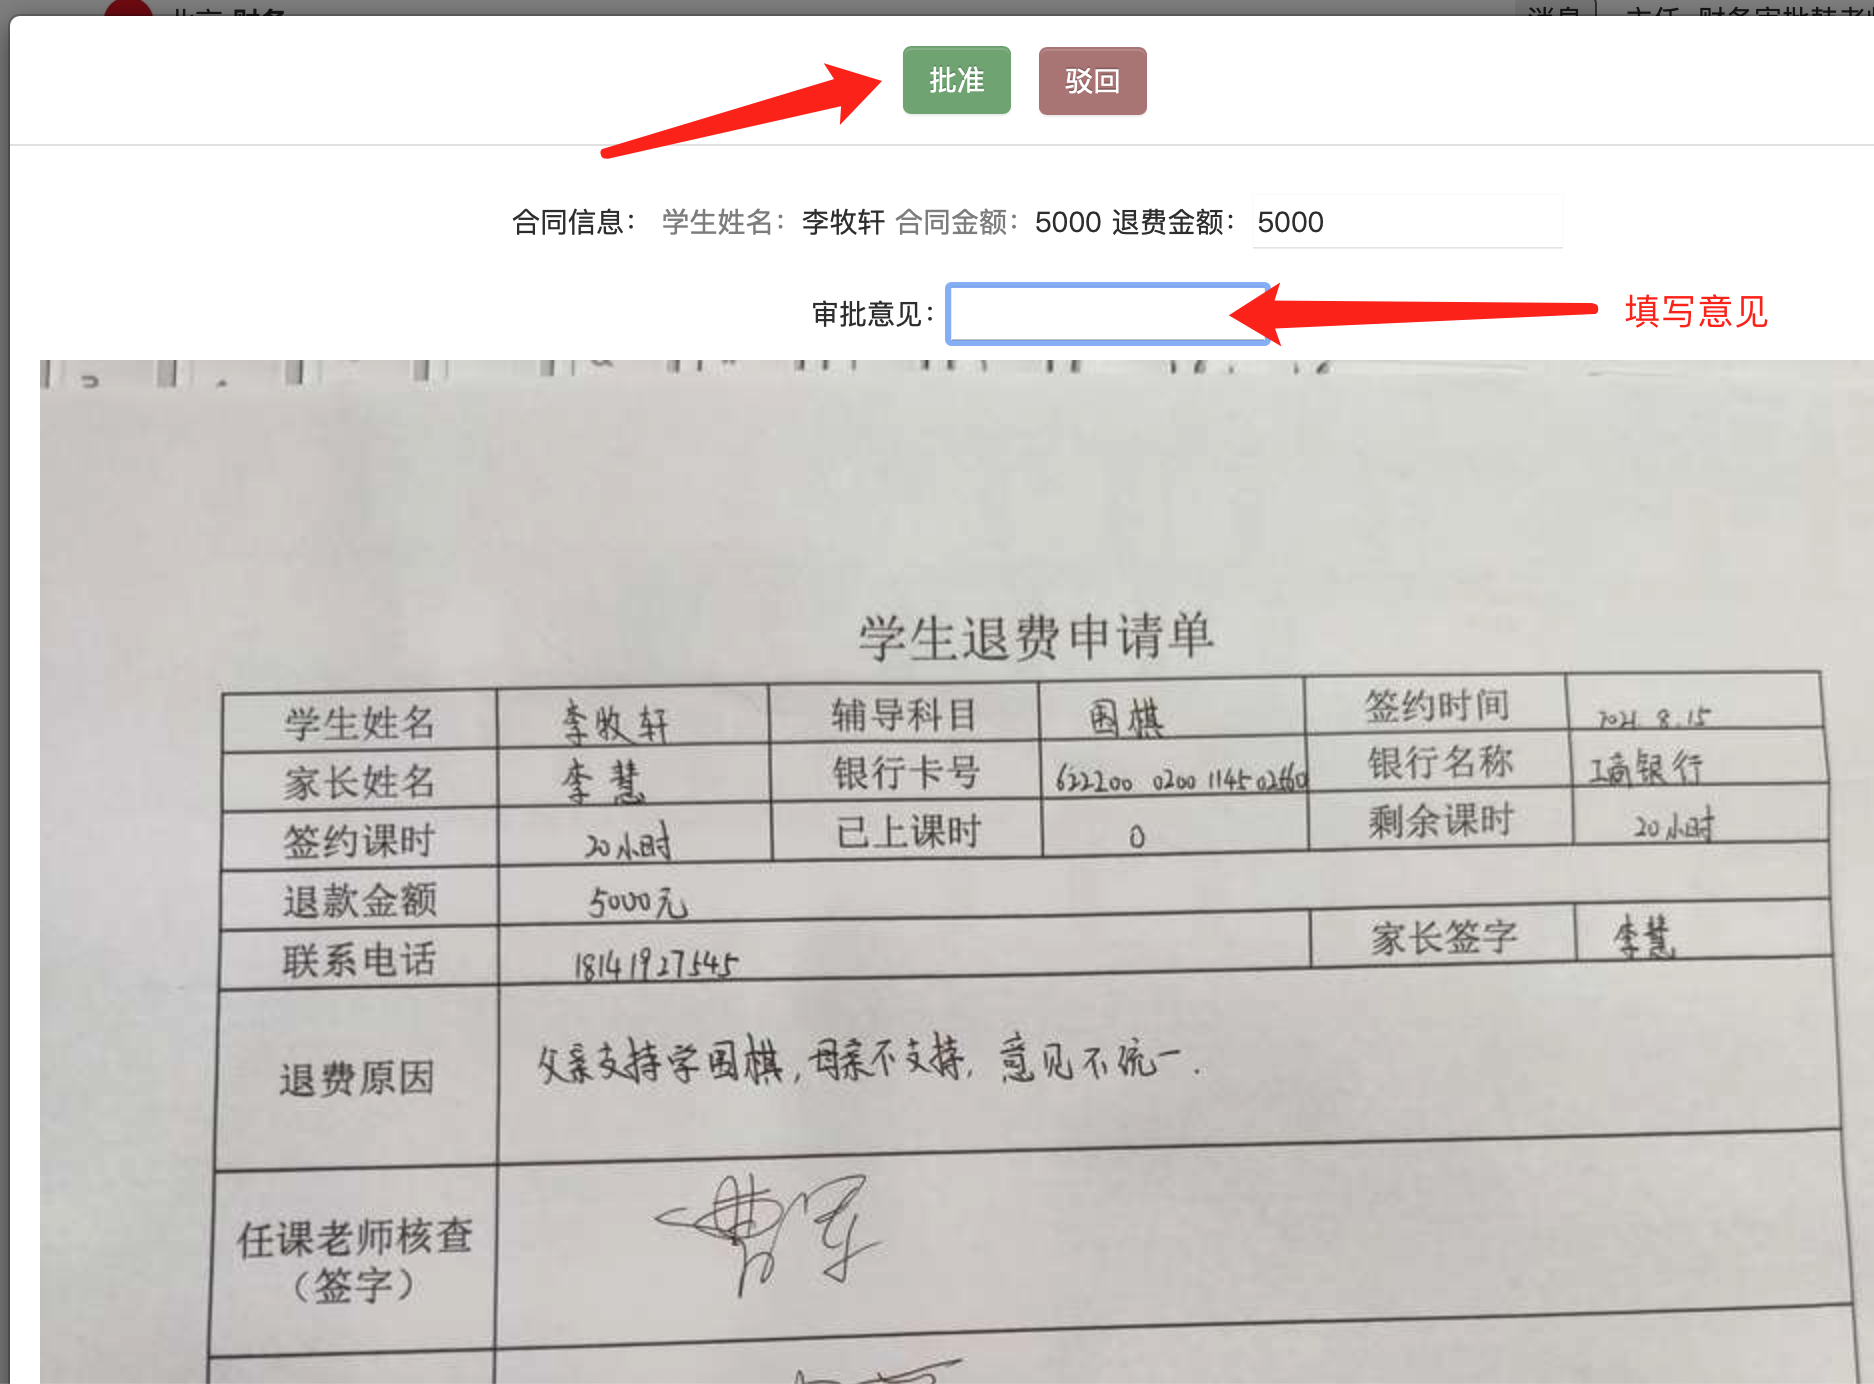 批准 驳回
合同信息： 学生姓名：李牧轩 合同金额：5000 退费金额：5000
审批意见： 填写意见
学生退费申请单
学生姓名 李牧轩 辅导科目 围棋 签约时间 2021.8.15
家长姓名 李慧 银行卡号 622200 0200 114502660 银行名称 工商银行
签约课时 20小时 已上课时 0 剩余课时 20小时
退款金额 5000元
联系电话 18141927545 家长签字 李慧
退费原因 父亲支持学围棋,母亲不支持,意见不统一.
任课老师核查
（签字）